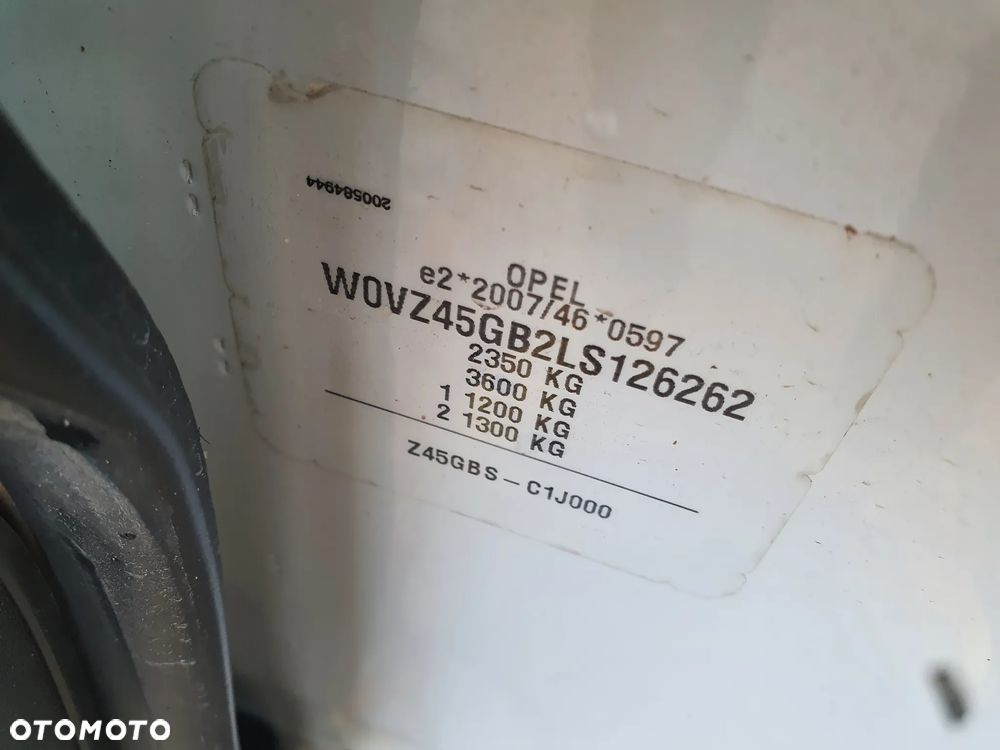 200584944
OPEL
e2*2007/46*0597
W0VZ45GB2LS126262
2350 KG
3600 KG
1 1200 KG
2 1300 KG
Z45GBS-C1J000
OTOMOTO